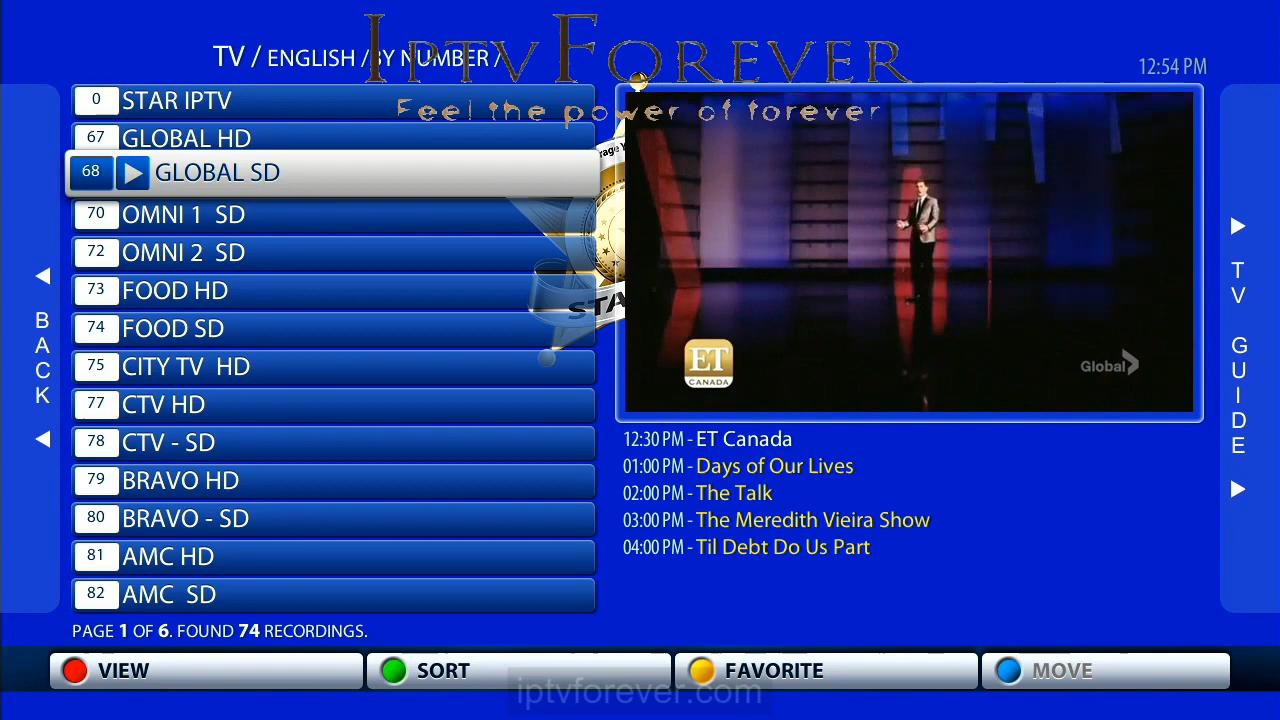 IPTVFOREVER
TV / ENGLISH / BY NUMBER /
12:54 PM
Feel the power of forever
0 STAR IPTV
67 GLOBAL HD
68 GLOBAL SD
70 OMNI 1 SD
72 OMNI 2 SD
73 FOOD HD
74 FOOD SD
75 CITY TV HD
77 CTV HD
78 CTV - SD
79 BRAVO HD
80 BRAVO - SD
81 AMC HD
82 AMC SD
BACK
TV GUIDE
STA
ET
CANADA
Global
12:30 PM - ET Canada
01:00 PM - Days of Our Lives
02:00 PM - The Talk
03:00 PM - The Meredith Vieira Show
04:00 PM - Til Debt Do Us Part
PAGE 1 OF 6. FOUND 74 RECORDINGS.
VIEW SORT FAVORITE MOVE
iptvforever.com